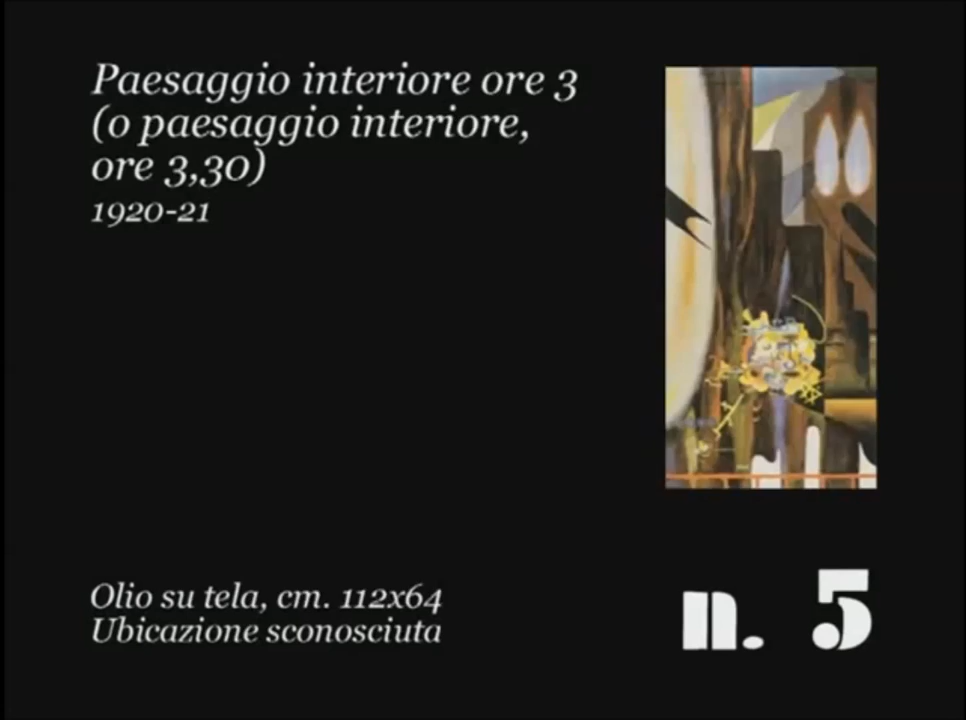 Paesaggio interiore ore 3
(o paesaggio interiore,
ore 3,30)
1920-21
Olio su tela, cm. 112x64
Ubicazione sconosciuta
n. 5